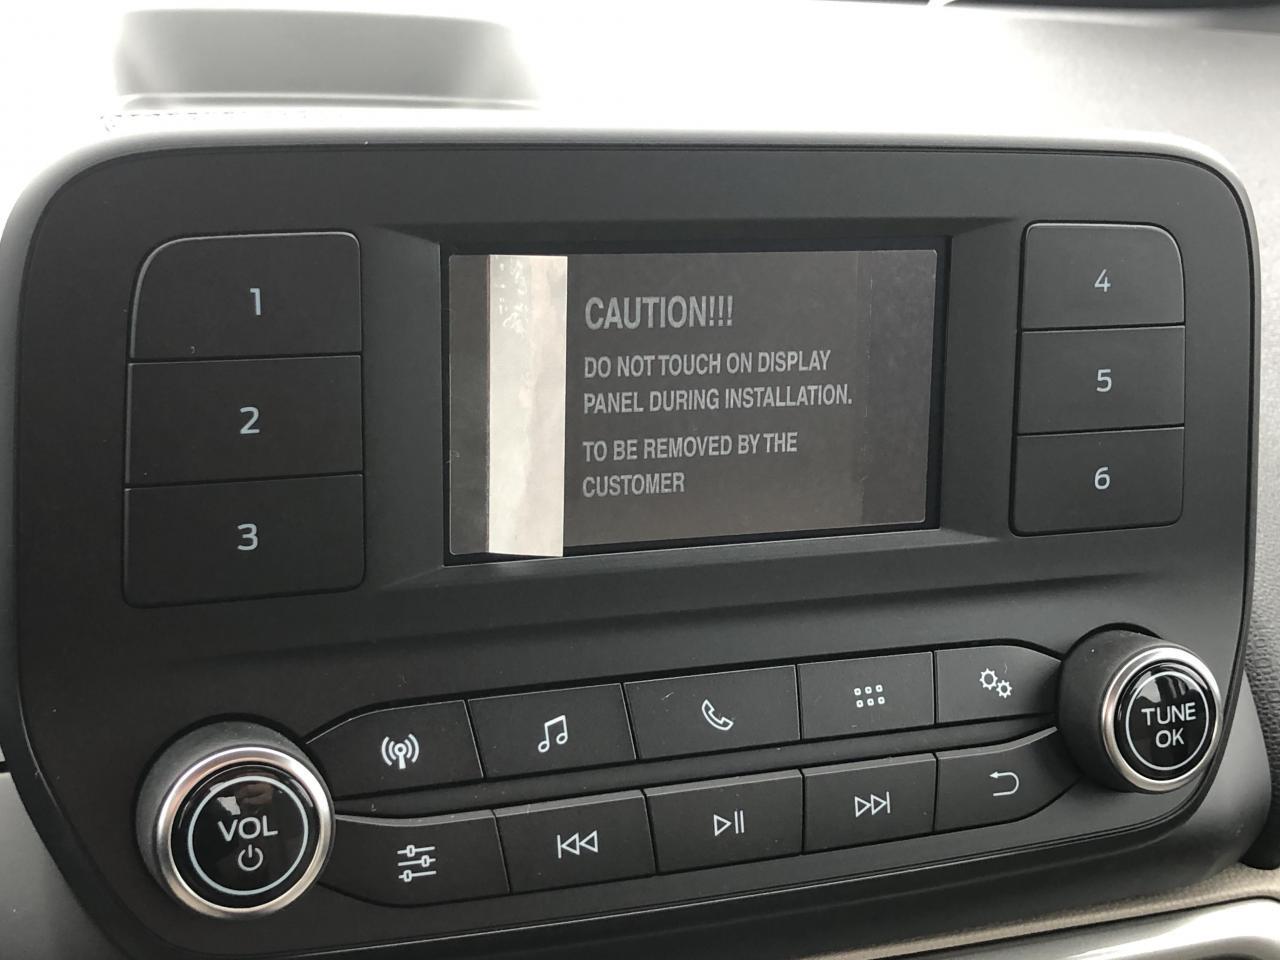 1
2
3
CAUTION!!!
DO NOT TOUCH ON DISPLAY
PANEL DURING INSTALLATION.
TO BE REMOVED BY THE
CUSTOMER
4
5
6
VOL
TUNE
OK